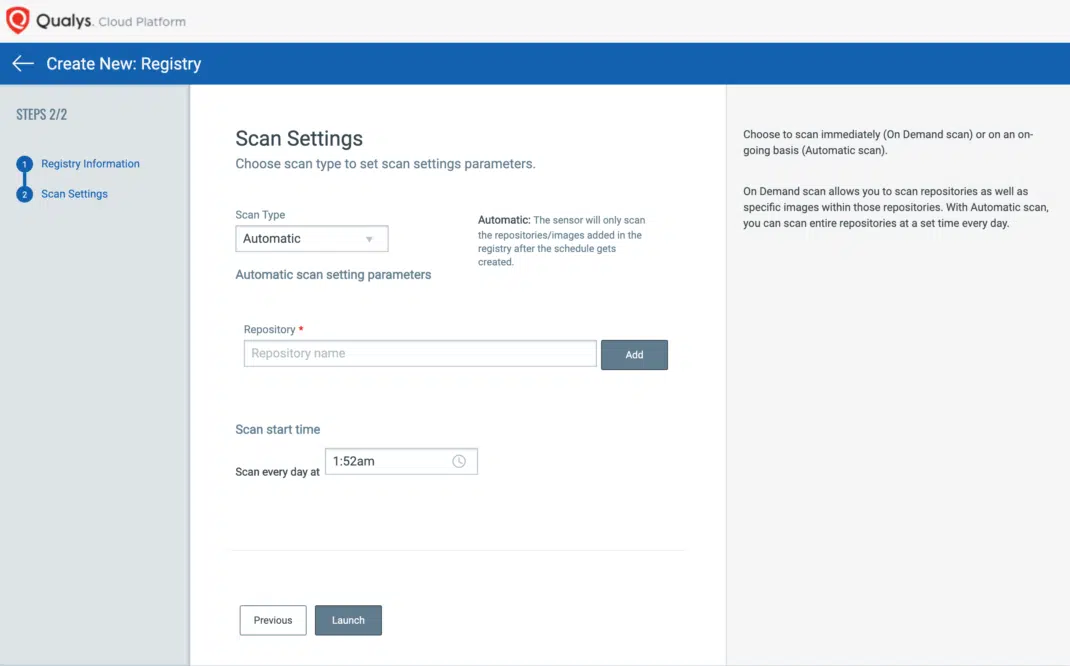 Qualys. Cloud Platform
Create New: Registry
STEPS 2/2
1 Registry Information
2 Scan Settings
Scan Settings
Choose scan type to set scan settings parameters.
Scan Type
Automatic
Automatic: The sensor will only scan
the repositories/images added in the
registry after the schedule gets
created.
Automatic scan setting parameters
Repository *
Repository name
Add
Scan start time
Scan every day at 1:52am
Previous Launch
Choose to scan immediately (On Demand scan) or on an on-
going basis (Automatic scan).
On Demand scan allows you to scan repositories as well as
specific images within those repositories. With Automatic scan,
you can scan entire repositories at a set time every day.